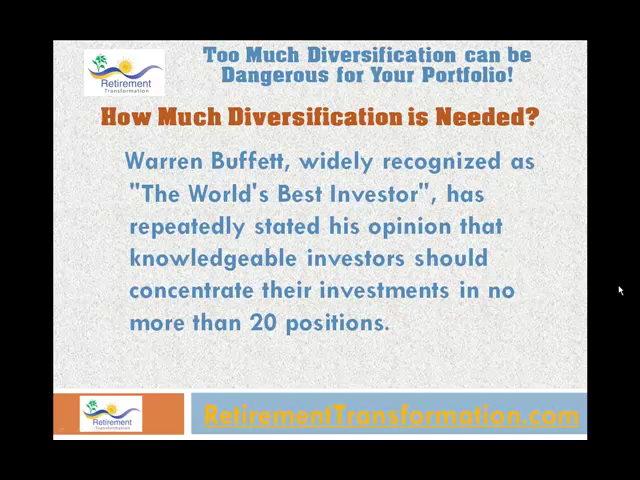 Too Much Diversification can be
Dangerous for Your Portfolio!
Retirement
Transformation
How Much Diversification is Needed?
Warren Buffett, widely recognized as
"The World's Best Investor", has
repeatedly stated his opinion that
knowledgeable investors should
concentrate their investments in no
more than 20 positions.
Retirement
Transformation
RetirementTransformation.com